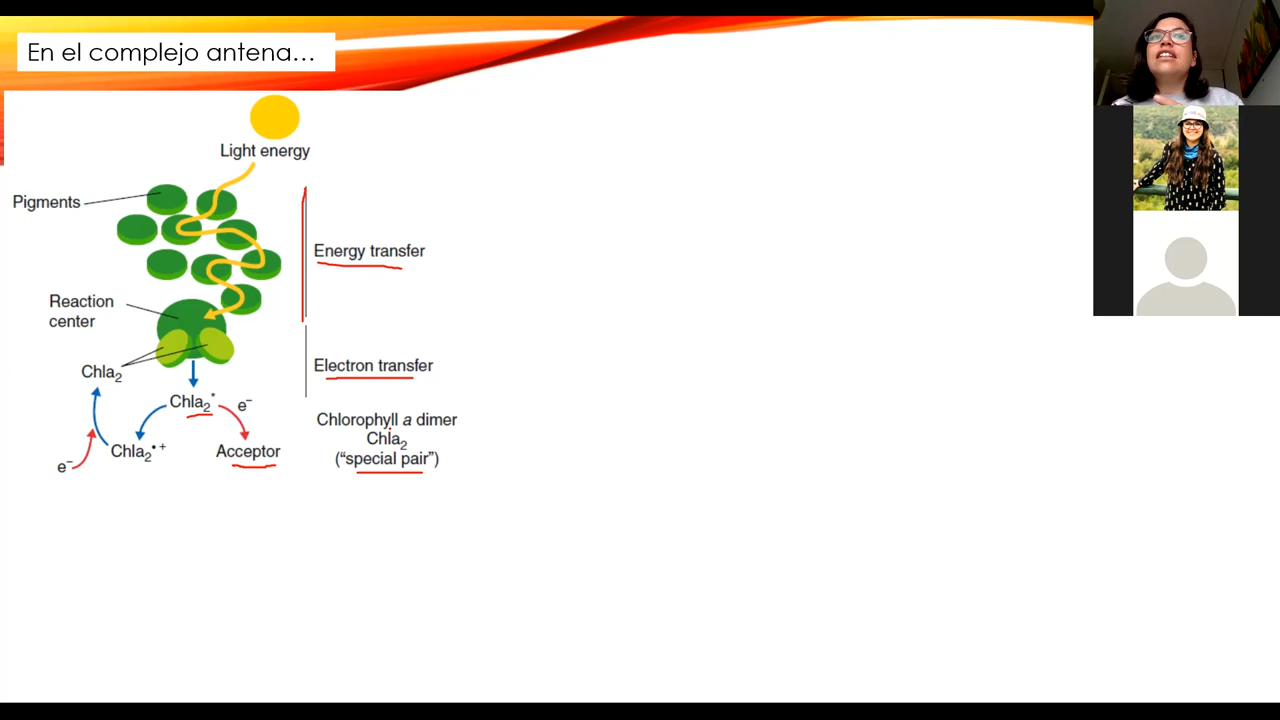 En el complejo antena...
Light energy
Pigments
Energy transfer
Reaction
center
Chla₂
Electron transfer
Chla₂* e⁻
Chla₂•+
Acceptor
e⁻
Chlorophyll a dimer
Chla₂
("special pair")